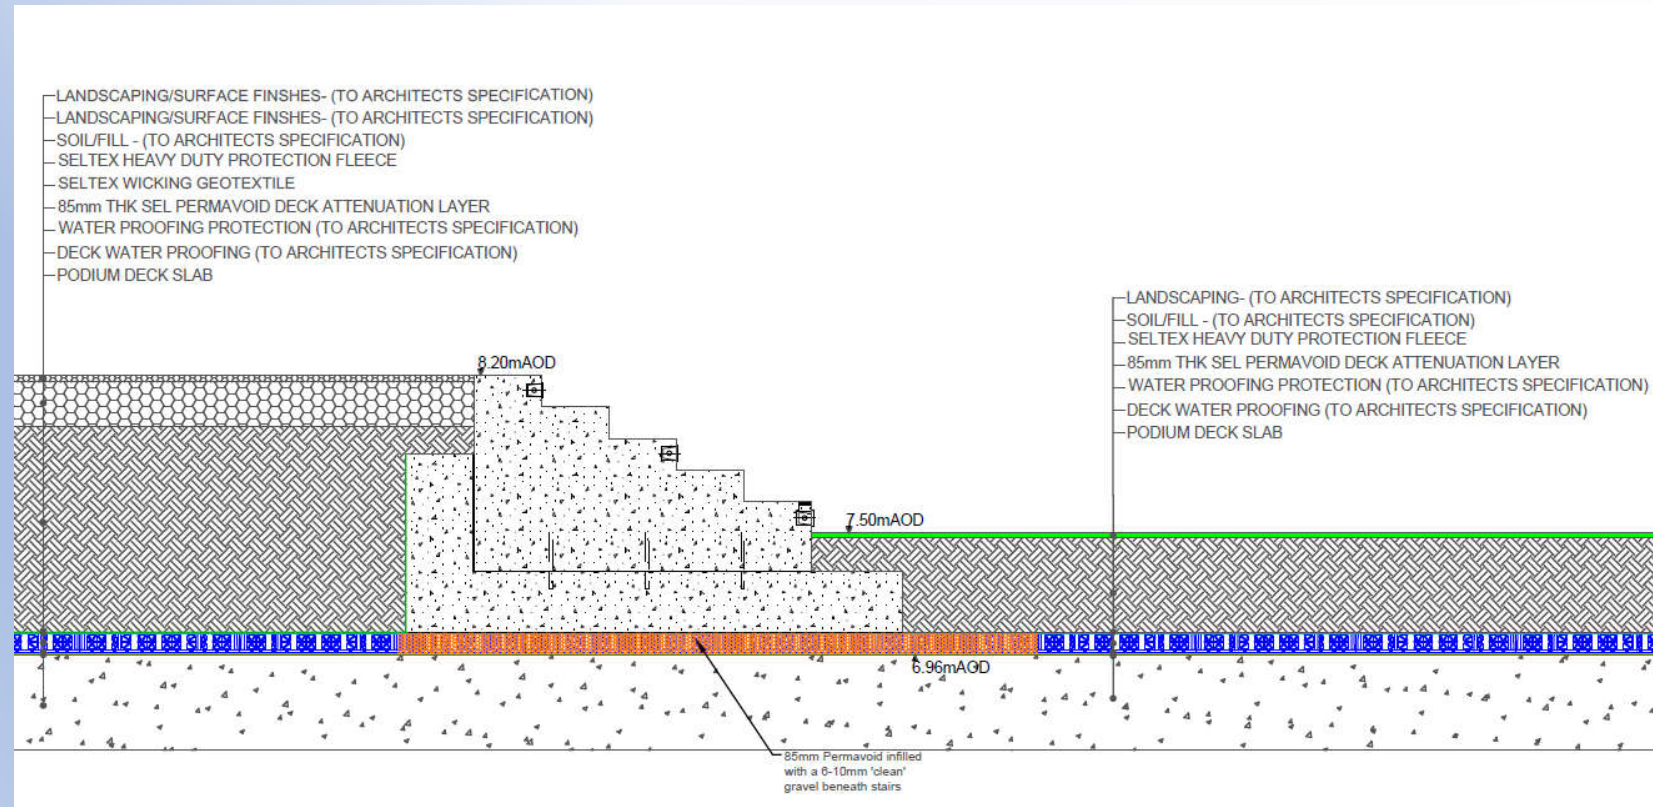 LANDSCAPING/SURFACE FINSHES- (TO ARCHITECTS SPECIFICATION)
LANDSCAPING/SURFACE FINSHES- (TO ARCHITECTS SPECIFICATION)
SOIL/FILL - (TO ARCHITECTS SPECIFICATION)
SELTEX HEAVY DUTY PROTECTION FLEECE
SELTEX WICKING GEOTEXTILE
85mm THK SEL PERMAVOID DECK ATTENUATION LAYER
WATER PROOFING PROTECTION (TO ARCHITECTS SPECIFICATION)
DECK WATER PROOFING (TO ARCHITECTS SPECIFICATION)
PODIUM DECK SLAB
LANDSCAPING- (TO ARCHITECTS SPECIFICATION)
SOIL/FILL - (TO ARCHITECTS SPECIFICATION)
SELTEX HEAVY DUTY PROTECTION FLEECE
85mm THK SEL PERMAVOID DECK ATTENUATION LAYER
WATER PROOFING PROTECTION (TO ARCHITECTS SPECIFICATION)
DECK WATER PROOFING (TO ARCHITECTS SPECIFICATION)
PODIUM DECK SLAB
8.20mAOD
7.50mAOD
6.96mAOD
85mm Permavoid infilled
with a 6-10mm 'clean'
gravel beneath stairs